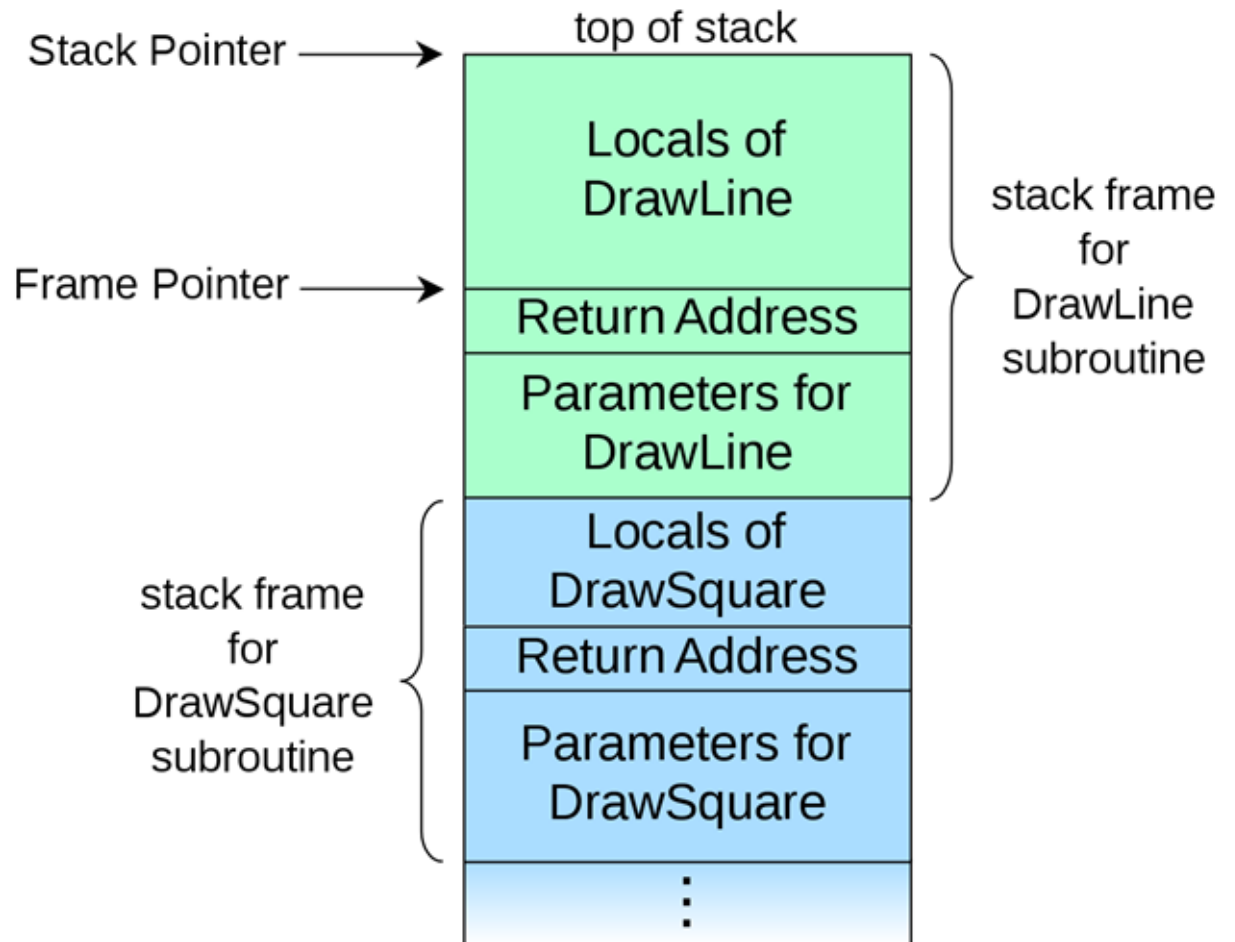 top of stack
Stack Pointer
Locals of
DrawLine
Frame Pointer
Return Address
Parameters for
DrawLine
stack frame
for
DrawLine
subroutine
Locals of
DrawSquare
Return Address
Parameters for
DrawSquare
stack frame
for
DrawSquare
subroutine
⋮